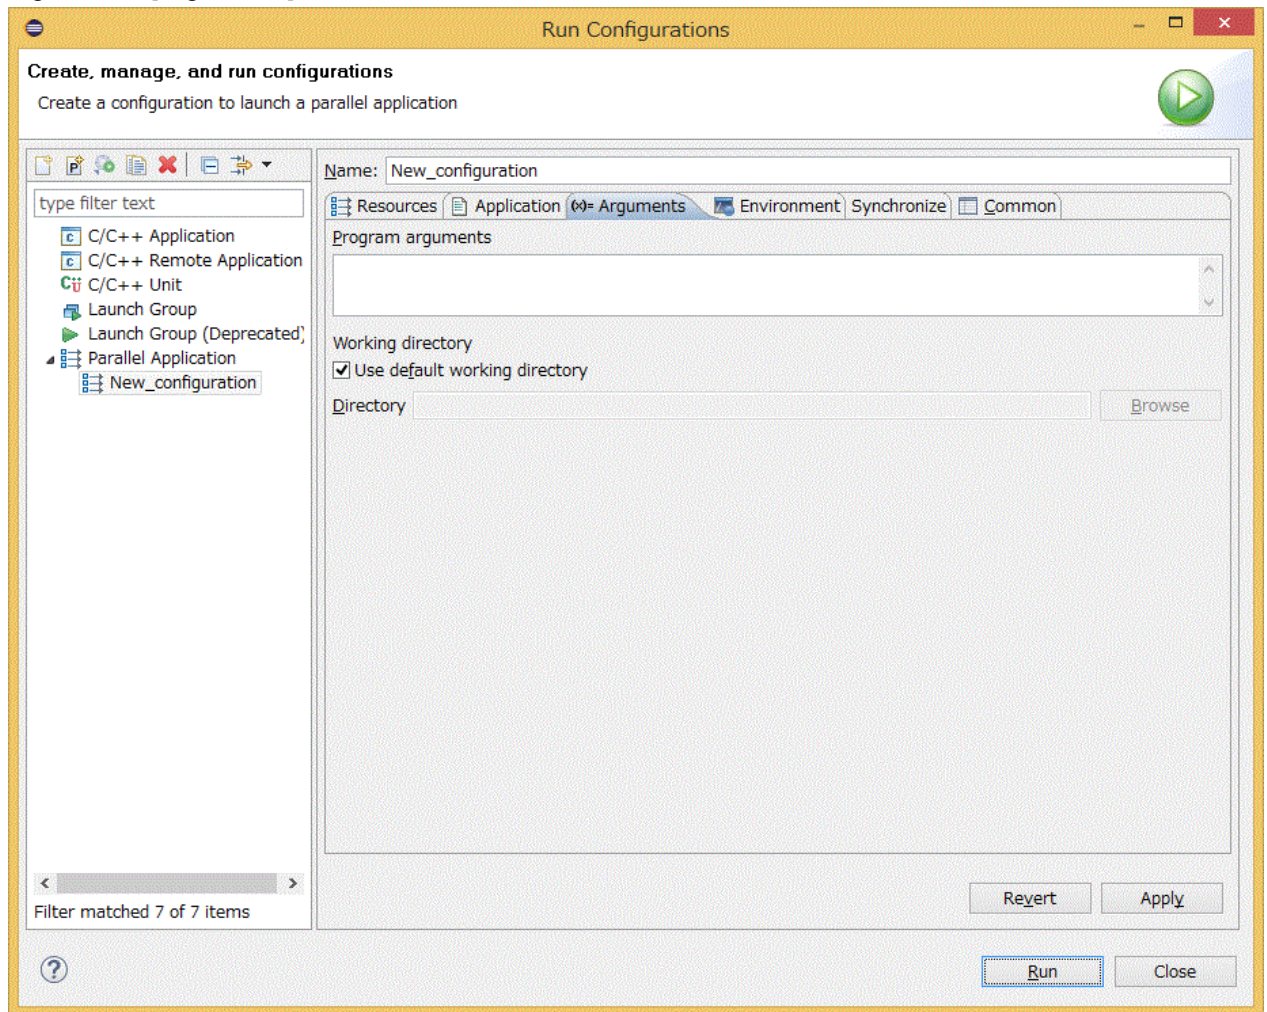 Run Configurations
Create, manage, and run configurations
Create a configuration to launch a parallel application
Name: New_configuration
type filter text
Resources Application (x)= Arguments Environment Synchronize Common
C/C++ Application
C/C++ Remote Application
C/C++ Unit
Launch Group
Launch Group (Deprecated)
Parallel Application
New_configuration
Program arguments
Working directory
Use default working directory
Directory Browse
Filter matched 7 of 7 items
Revert Apply
Run Close